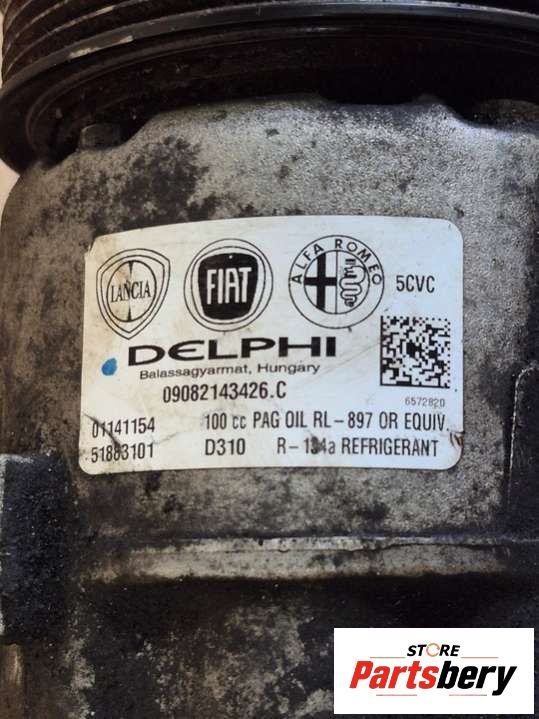 LANCIA
FIAT
ALFA ROMEO
5CVC
DELPHI
Balassagyarmat, Hungary
09082143426.C
6572820
01141154 100 cc PAG OIL RL-897 OR EQUIV.
51883101 D310 R-134a REFRIGERANT
STORE
Partsbery